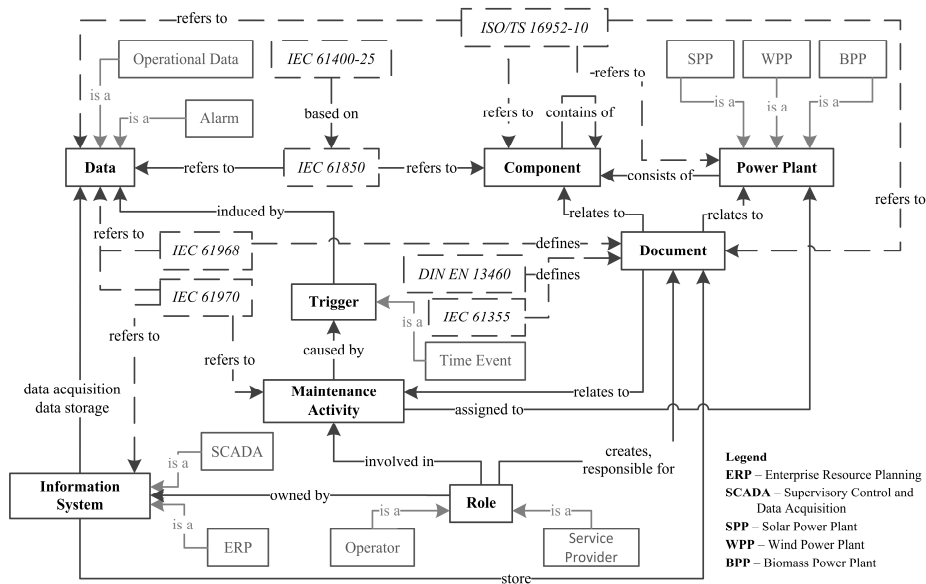 refers to
ISO/TS 16952-10
Operational Data
IEC 61400-25
SPP
WPP
BPP
refers to
is a
is a
is a
is a
Alarm
is a
based on
refers to
contains of
Data
refers to
IEC 61850
refers to
Component
Power Plant
consists of
refers to
induced by
relates to
relates to
refers to
IEC 61968
defines
Document
DIN EN 13460
defines
IEC 61970
Trigger
IEC 61355
is a
refers to
caused by
Time Event
refers to
data acquisition
data storage
Maintenance
Activity
relates to
assigned to
SCADA
is a
involved in
creates,
responsible for
Information
System
owned by
Role
is a
is a
is a
ERP
Operator
Service
Provider
store
Legend
ERP – Enterprise Resource Planning
SCADA – Supervisory Control and
Data Acquisition
SPP – Solar Power Plant
WPP – Wind Power Plant
BPP – Biomass Power Plant